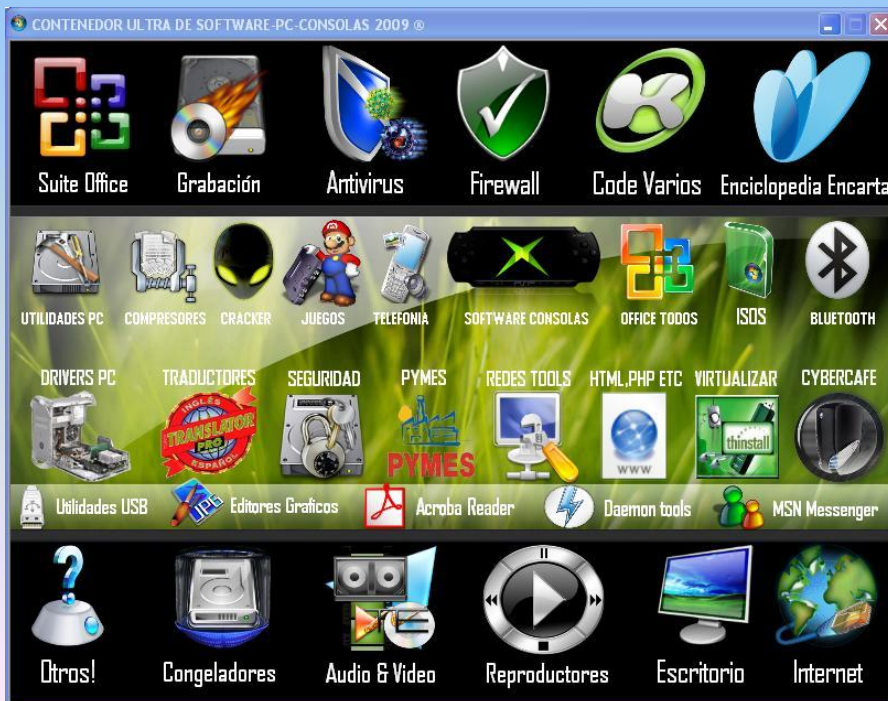 CONTENEDOR ULTRA DE SOFTWARE-PC-CONSOLAS 2009 ®
Suite Office Grabación Antivirus Firewall Code Varios Enciclopedia Encarta
UTILIDADES PC COMPRESORES CRACKER JUEGOS TELEFONIA SOFTWARE CONSOLAS OFFICE TODOS ISOS BLUETOOTH
PSP
DRIVERS PC TRADUCTORES SEGURIDAD PYMES REDES TOOLS HTML,PHP ETC VIRTUALIZAR CYBERCAFE
INGLÉS
TRANSLATOR
PRO
ESPAÑOL
PYMES
WWW
thinstall
Utilidades USB JPG Editores Graficos Acroba Reader Daemon tools MSN Messenger
Otros! Congeladores Audio & Video Reproductores Escritorio Internet